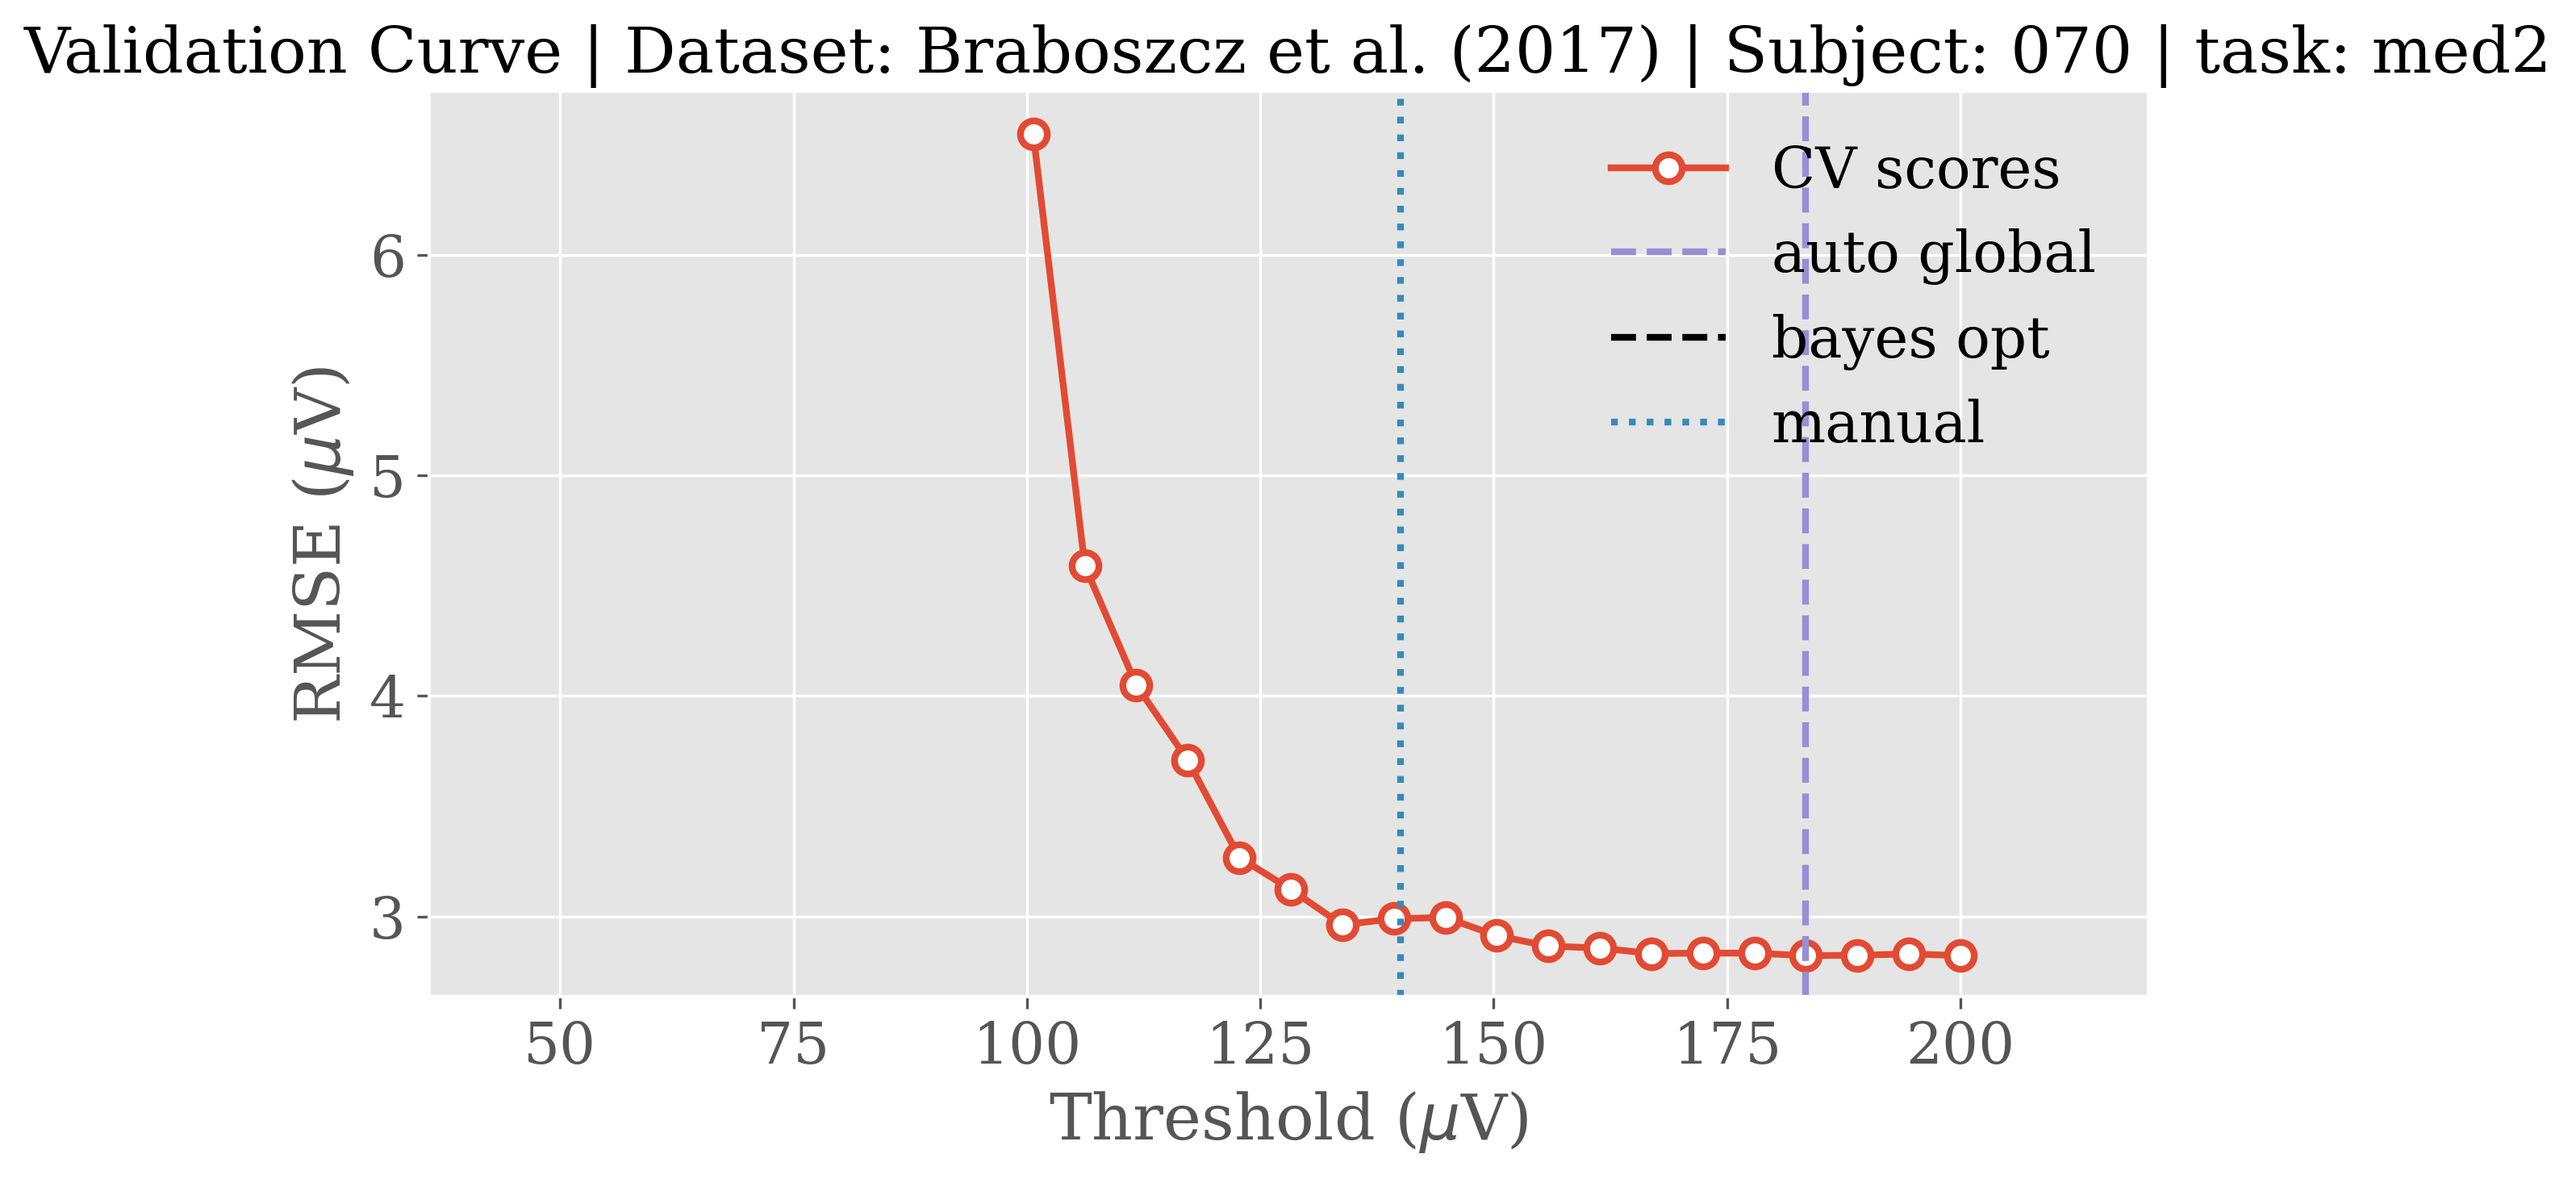 Validation Curve | Dataset: Braboszcz et al. (2017) | Subject: 070 | task: med2
CV scores
auto global
bayes opt
manual
RMSE (μV)
6
5
4
3
50 75 100 125 150 175 200
Threshold (μV)